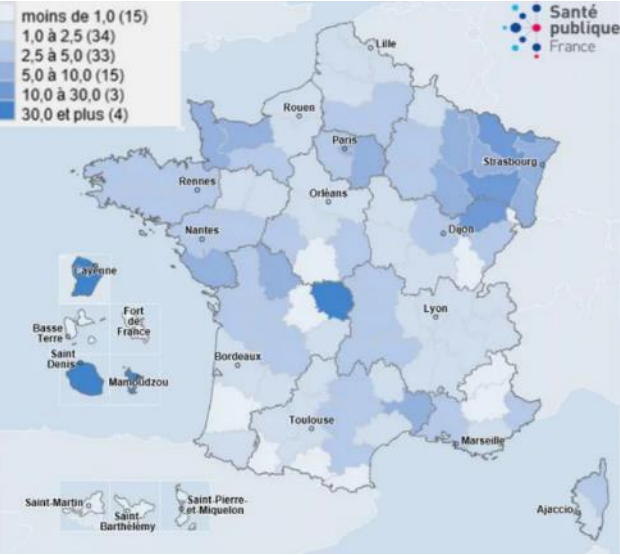 moins de 1,0 (15)
1,0 à 2,5 (34)
2,5 à 5,0 (33)
5,0 à 10,0 (15)
10,0 à 30,0 (3)
30,0 et plus (4)
Santé
publique
France
Lille
Rouen
Paris
Strasbourg
Rennes
Orléans
Nantes
Dijon
Cayenne
Fort
de
France
Basse
Terre
Lyon
Saint
Denis
Mamoudzou
Bordeaux
Toulouse
Marseille
Saint-Martin
Saint-
Barthélémy
Saint-Pierre-
et-Miquelon
Ajaccio